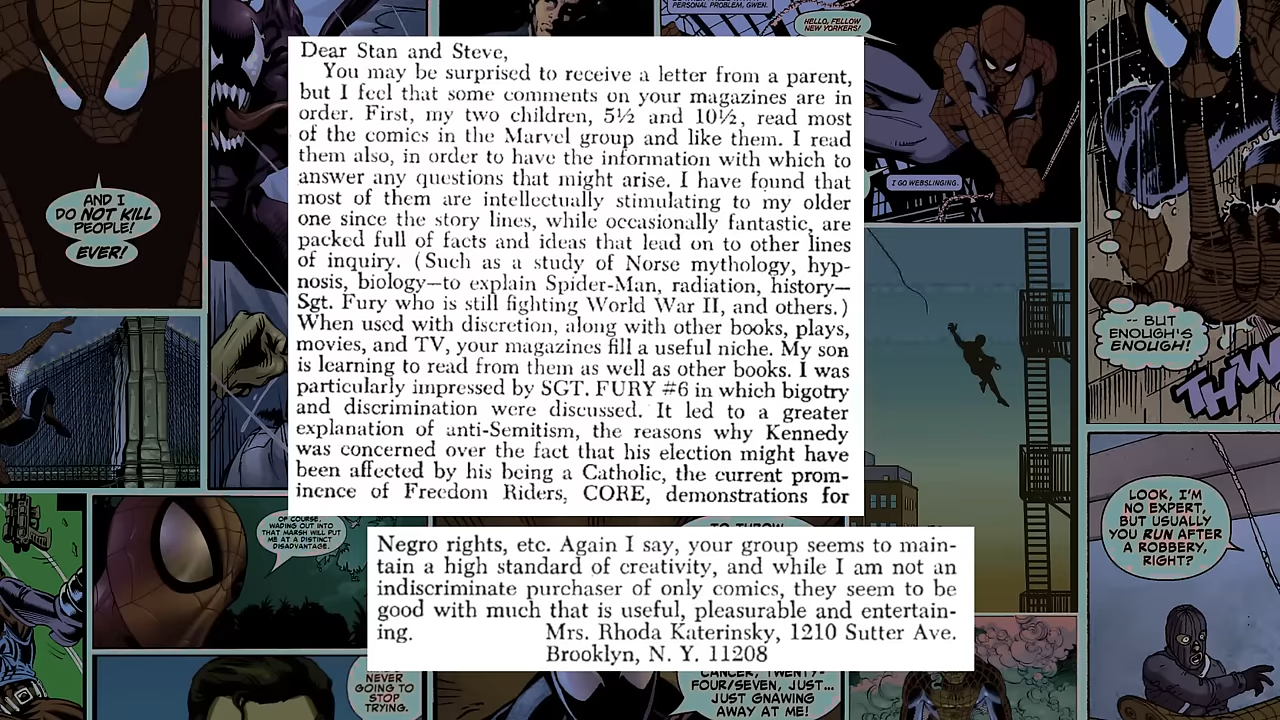 PERSONAL PROBLEM, GWEN.
HELLO, FELLOW
NEW YORKERS!
Dear Stan and Steve,
You may be surprised to receive a letter from a parent,
but I feel that some comments on your magazines are in
order. First, my two children, 5½ and 10½, read most
of the comics in the Marvel group and like them. I read
them also, in order to have the information with which to
answer any questions that might arise. I have found that
most of them are intellectually stimulating to my older
one since the story lines, while occasionally fantastic, are
packed full of facts and ideas that lead on to other lines
of inquiry. (Such as a study of Norse mythology, hyp-
nosis, biology—to explain Spider-Man, radiation, history—
Sgt. Fury who is still fighting World War II, and others.)
When used with discretion, along with other books, plays,
movies, and TV, your magazines fill a useful niche. My son
is learning to read from them as well as other books. I was
particularly impressed by SGT. FURY #6 in which bigotry
and discrimination were discussed. It led to a greater
explanation of anti-Semitism, the reasons why Kennedy
was concerned over the fact that his election might have
been affected by his being a Catholic, the current prom-
inence of Freedom Riders, CORE, demonstrations for
Negro rights, etc. Again I say, your group seems to main-
tain a high standard of creativity, and while I am not an
indiscriminate purchaser of only comics, they seem to be
good with much that is useful, pleasurable and entertain-
ing. Mrs. Rhoda Katerinsky, 1210 Sutter Ave.
Brooklyn, N. Y. 11208
AND I
DO NOT KILL
PEOPLE!
EVER!
I GO WEBSLINGING.
-- BUT
ENOUGH'S
ENOUGH!
THW
OF COURSE,
WADING OUT INTO
THAT MARSH WILL PUT
ME AT A DISTINCT
DISADVANTAGE.
LOOK, I'M
NO EXPERT,
BUT USUALLY
YOU RUN AFTER
A ROBBERY,
RIGHT?
NEVER
GOING TO
STOP
TRYING.
TO THROW
CANCER, TWENTY-
FOUR/SEVEN, JUST...
JUST GNAWING
AWAY AT ME!